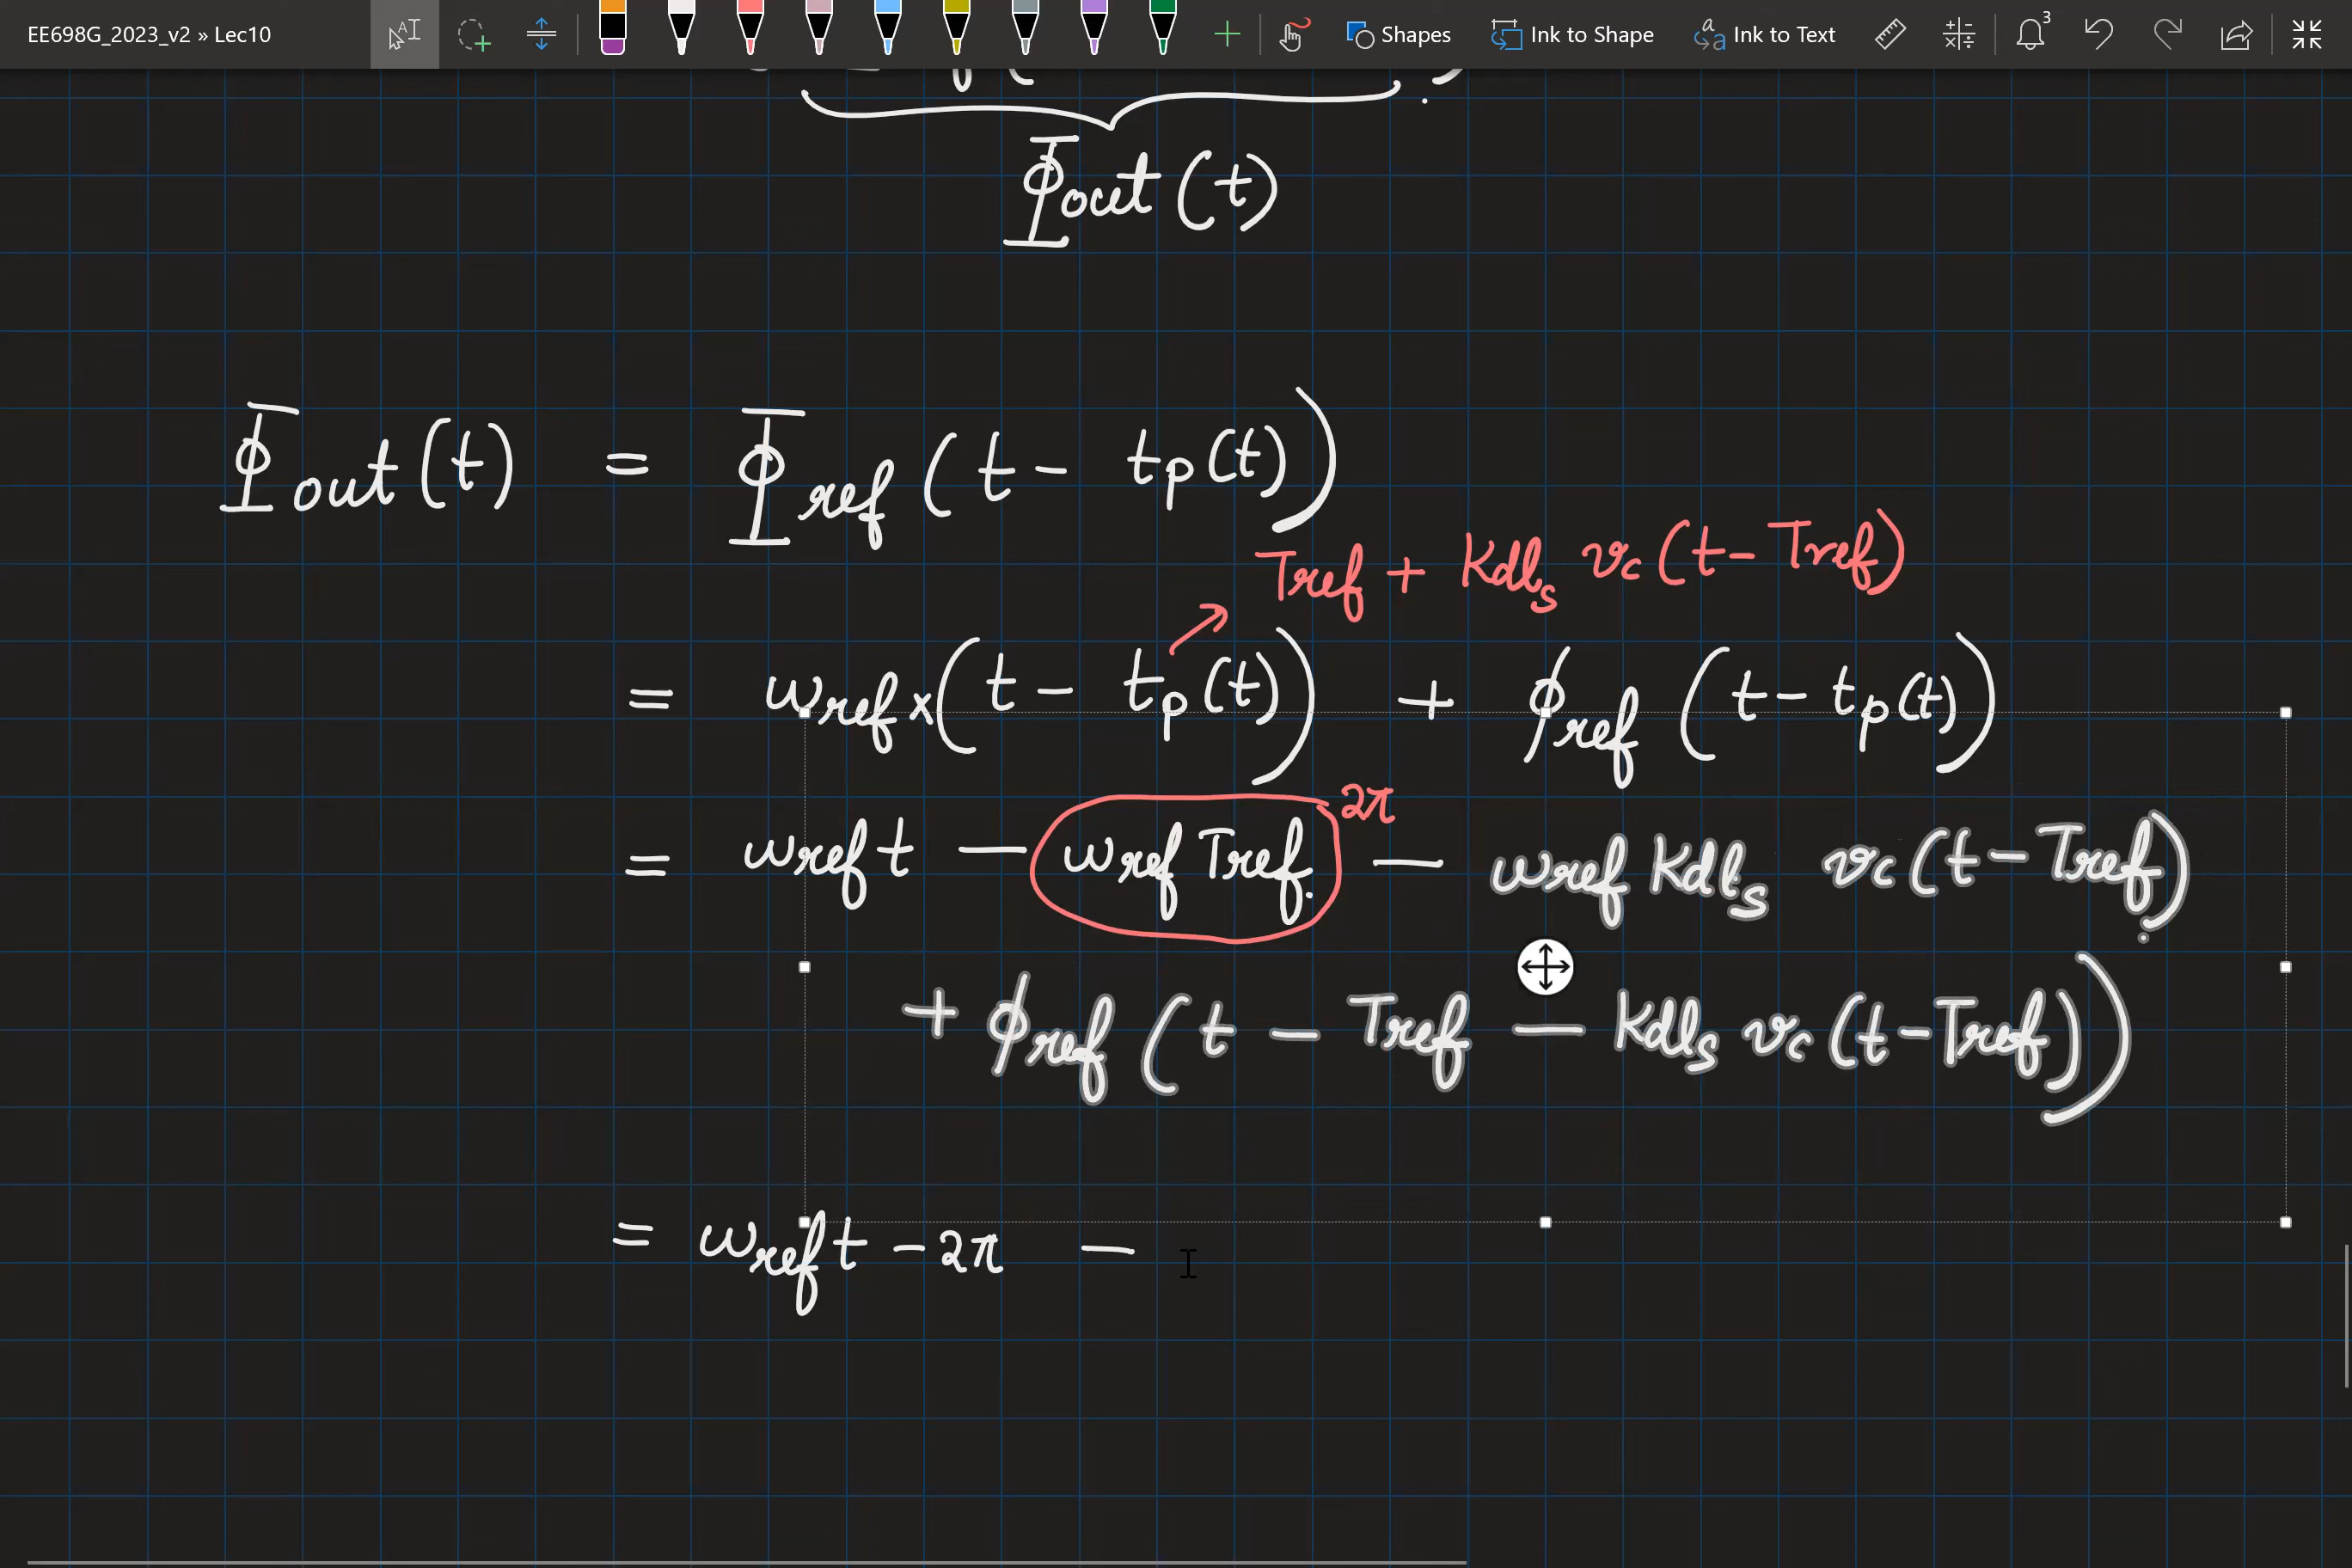 EE698G_2023_v2 » Lec10 Shapes Ink to Shape Ink to Text 3
Φout(t)
Φout(t) = Φref(t − tp(t))
Tref + Kdls vc(t − Tref)
= ωref × (t − tp(t)) + ϕref(t − tp(t))
2π
= ωref t − ωref Tref − ωref Kdls vc(t − Tref)
+ ϕref(t − Tref − Kdls vc(t − Tref))
= ωref t − 2π −